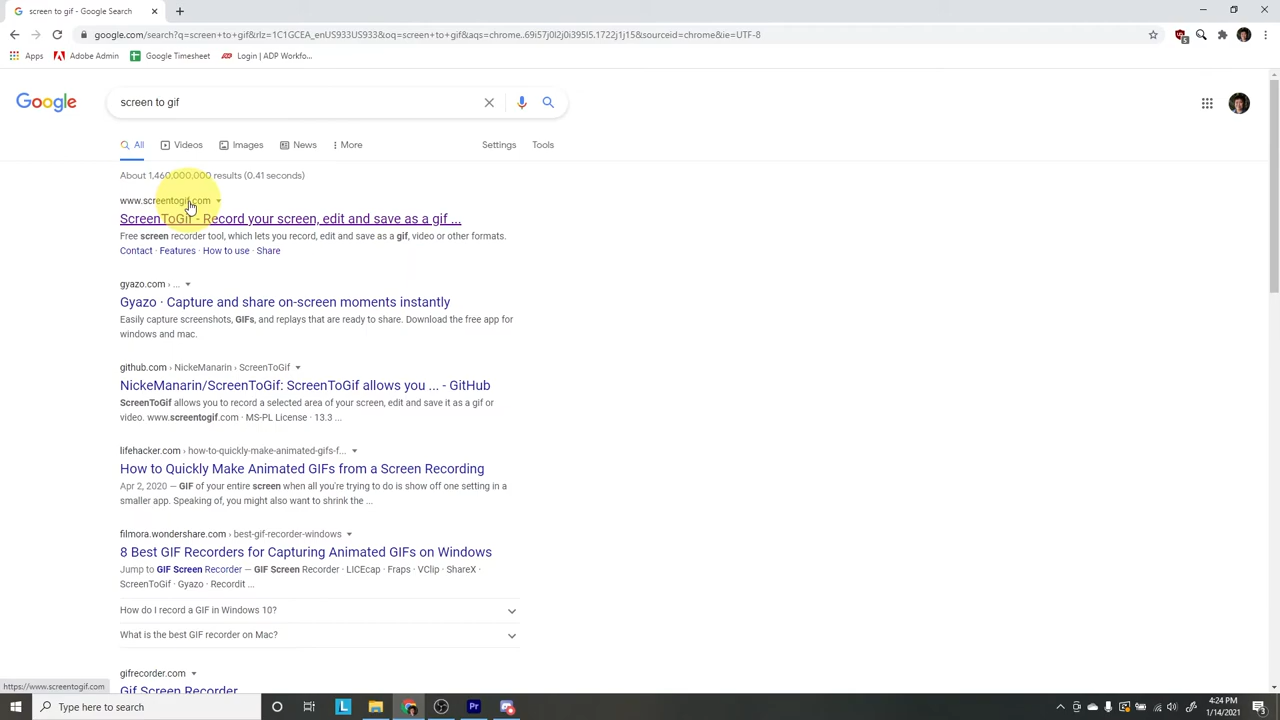 screen to gif
google.com/search?q=screen+to+gif&rlz=1C1GCEA_enUS933US933&oq=screen+to+gif&aqs=chrome..69i57j0l2j0i395l5.1722j1j15&sourceid=chrome&ie=UTF-8
Apps Adobe Admin Google Timesheet Login | ADP Workfo...
Google screen to gif
All Videos Images News More Settings Tools
About 1,460,000,000 results (0.41 seconds)
www.screentogif.com
ScreenToGif - Record your screen, edit and save as a gif ...
Free screen recorder tool, which lets you record, edit and save as a gif, video or other formats.
Contact · Features · How to use · Share
gyazo.com › ...
Gyazo · Capture and share on-screen moments instantly
Easily capture screenshots, GIFs, and replays that are ready to share. Download the free app for
windows and mac.
github.com › NickeManarin › ScreenToGif
NickeManarin/ScreenToGif: ScreenToGif allows you ... - GitHub
ScreenToGif allows you to record a selected area of your screen, edit and save it as a gif or
video. www.screentogif.com · MS-PL License · 13.3 ...
lifehacker.com › how-to-quickly-make-animated-gifs-f...
How to Quickly Make Animated GIFs from a Screen Recording
Apr 2, 2020 — GIF of your entire screen when all you're trying to do is show off one setting in a
smaller app. Speaking of, you might also want to shrink the ...
filmora.wondershare.com › best-gif-recorder-windows
8 Best GIF Recorders for Capturing Animated GIFs on Windows
Jump to GIF Screen Recorder — GIF Screen Recorder · LICEcap · Fraps · VClip · ShareX ·
ScreenToGif · Gyazo · Recordit ...
How do I record a GIF in Windows 10?
What is the best GIF recorder on Mac?
gifrecorder.com
Gif Screen Recorder
https://www.screentogif.com
Type here to search
4:24 PM
1/14/2021